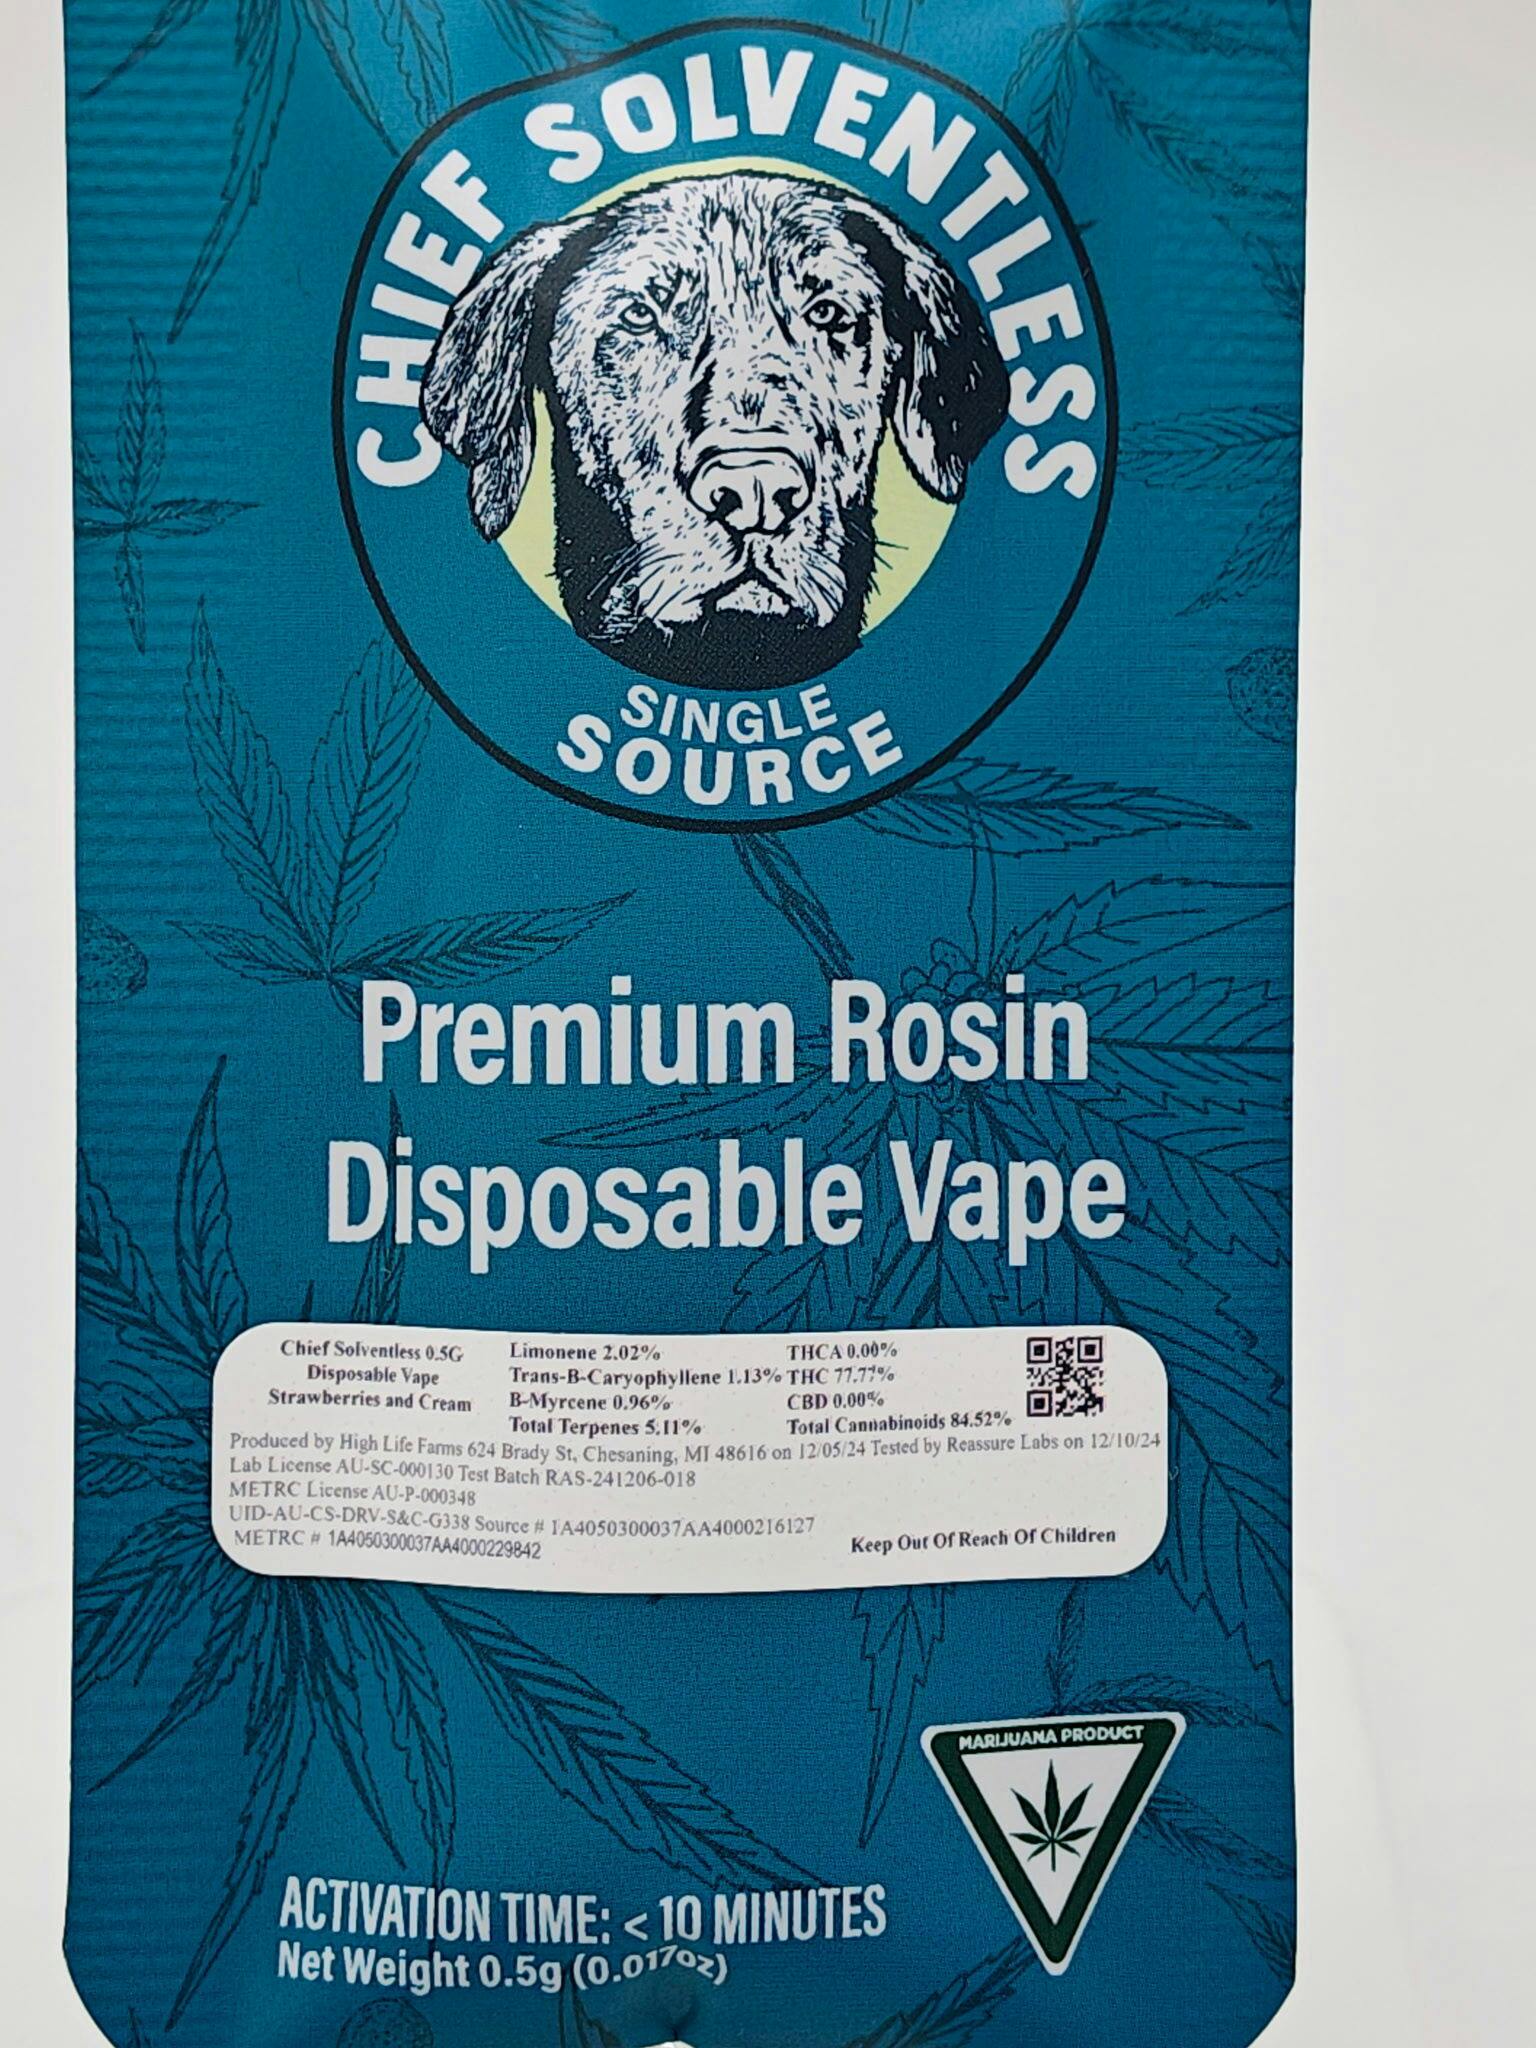 CHIEF SOLVENTLESS
SINGLE
SOURCE
Premium Rosin
Disposable Vape
Chief Solventless 0.5G
Disposable Vape
Strawberries and Cream
Limonene 2.02%
Trans-B-Caryophyllene 1.13%
B-Myrcene 0.96%
Total Terpenes 5.11%
THCA 0.00%
THC 77.77%
CBD 0.00%
Total Cannabinoids 84.52%
Produced by High Life Farms 624 Brady St, Chesaning, MI 48616 on 12/05/24 Tested by Reassure Labs on 12/10/24
Lab License AU-SC-000130 Test Batch RAS-241206-018
METRC License AU-P-000348
UID-AU-CS-DRV-S&C-G338 Source # 1A4050300037AA4000216127
METRC # 1A4050300037AA4000229842
Keep Out Of Reach Of Children
MARIJUANA PRODUCT
ACTIVATION TIME: < 10 MINUTES
Net Weight 0.5g (0.017oz)